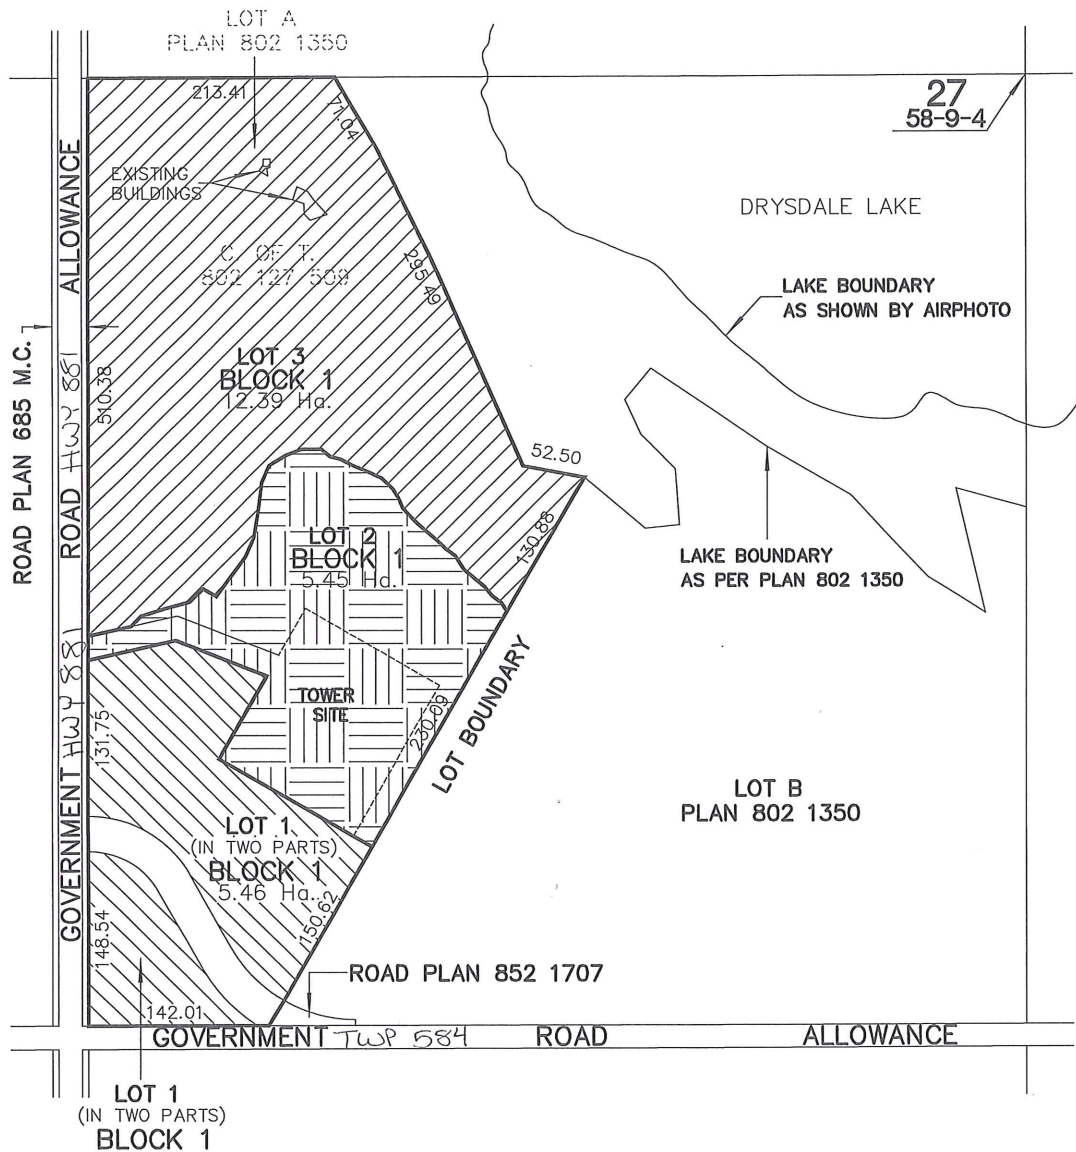 LOT A
PLAN 802 1350
213.41
71.04
27
58-9-4
EXISTING
BUILDINGS
DRYSDALE LAKE
C. OF T.
802 127 509
295.49
LAKE BOUNDARY
AS SHOWN BY AIRPHOTO
ROAD PLAN 685 M.C.
GOVERNMENT HWY 881 ROAD HWY 881 ALLOWANCE
510.38
LOT 3
BLOCK 1
12.39 Ha.
52.50
130.88
LOT 2
BLOCK 1
5.45 Ha.
LAKE BOUNDARY
AS PER PLAN 802 1350
TOWER
SITE
230.09
LOT BOUNDARY
131.75
LOT B
PLAN 802 1350
LOT 1
(IN TWO PARTS)
BLOCK 1
5.46 Ha.
150.62
148.54
142.01
ROAD PLAN 852 1707
GOVERNMENT TWP 584 ROAD ALLOWANCE
LOT 1
(IN TWO PARTS)
BLOCK 1